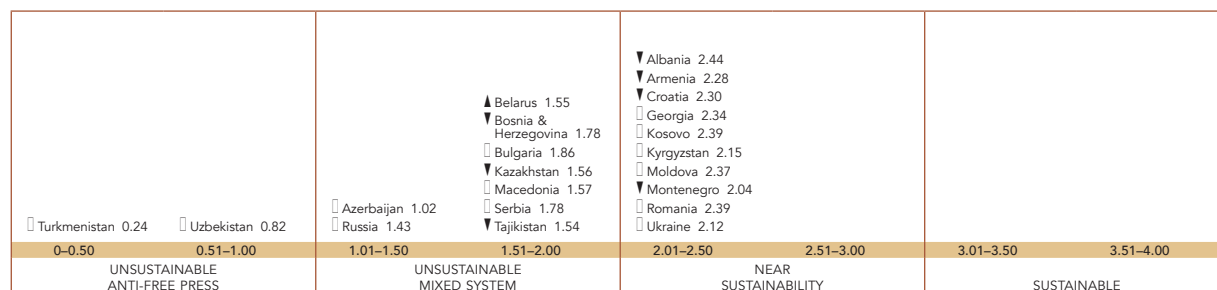 Turkmenistan 0.24
Uzbekistan 0.82
Azerbaijan 1.02
Russia 1.43
▲ Belarus 1.55
▼ Bosnia &
Herzegovina 1.78
Bulgaria 1.86
▼ Kazakhstan 1.56
Macedonia 1.57
Serbia 1.78
▼ Tajikistan 1.54
▼ Albania 2.44
▼ Armenia 2.28
▼ Croatia 2.30
Georgia 2.34
Kosovo 2.39
Kyrgyzstan 2.15
Moldova 2.37
▼ Montenegro 2.04
Romania 2.39
Ukraine 2.12
0–0.50
0.51–1.00
1.01–1.50
1.51–2.00
2.01–2.50
2.51–3.00
3.01–3.50
3.51–4.00
UNSUSTAINABLE
ANTI-FREE PRESS
UNSUSTAINABLE
MIXED SYSTEM
NEAR
SUSTAINABILITY
SUSTAINABLE